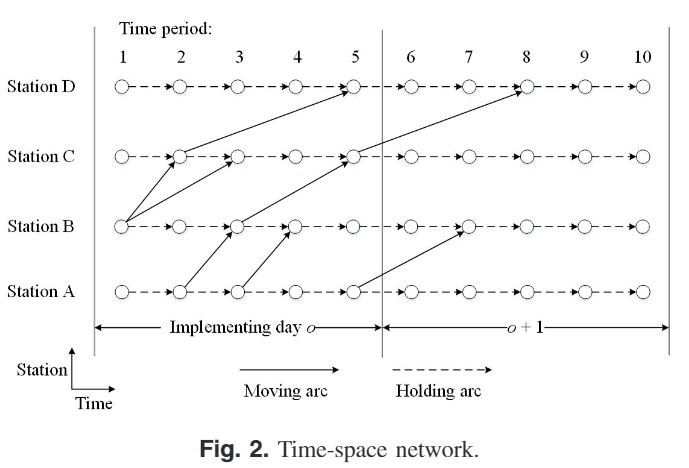 Time period:
1 2 3 4 5 6 7 8 9 10
Station D
Station C
Station B
Station A
Implementing day o
o + 1
Station
Time
Moving arc
Holding arc
Fig. 2. Time-space network.